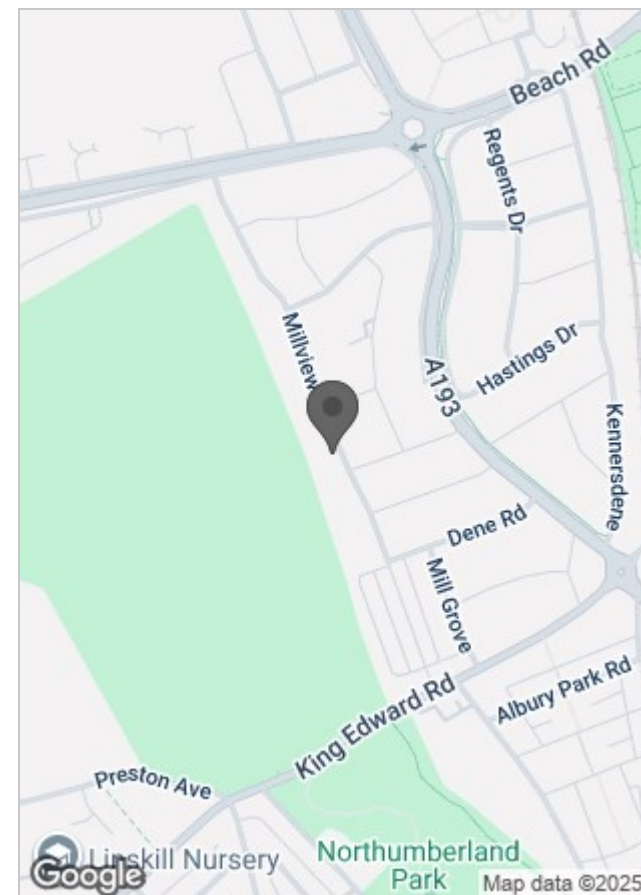 Beach Rd
Regents Dr
Millview
A193
Hastings Dr
Kennersdene
Dene Rd
Mill Grove
Albury Park Rd
King Edward Rd
Preston Ave
Linskill Nursery
Northumberland
Park
Google
Map data ©2025